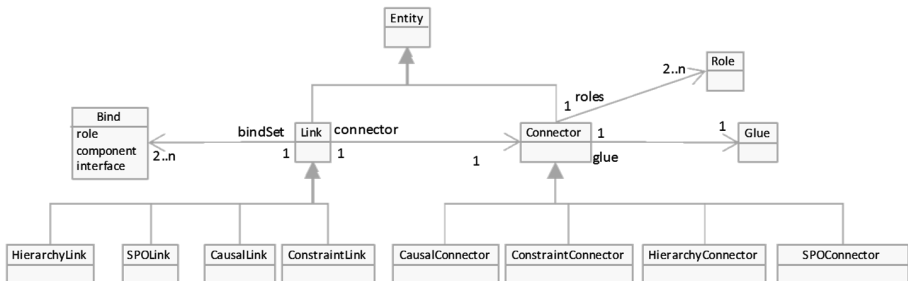 Entity
Role
2..n
roles
1
Bind
role
component
interface
bindSet
2..n
1
Link
connector
1
1
Connector
1
glue
1
Glue
HierarchyLink
SPOLink
CausalLink
ConstraintLink
CausalConnector
ConstraintConnector
HierarchyConnector
SPOConnector